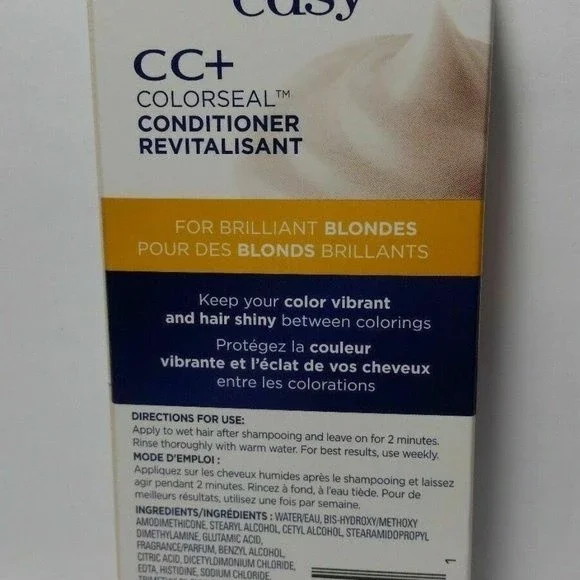 easy
CC+
COLORSEAL™
CONDITIONER
REVITALISANT
FOR BRILLIANT BLONDES
POUR DES BLONDS BRILLANTS
Keep your color vibrant
and hair shiny between colorings
Protégez la couleur
vibrante et l'éclat de vos cheveux
entre les colorations
DIRECTIONS FOR USE:
Apply to wet hair after shampooing and leave on for 2 minutes.
Rinse thoroughly with warm water. For best results, use weekly.
MODE D'EMPLOI :
Appliquez sur les cheveux humides après le shampooing et laissez
agir pendant 2 minutes. Rincez à fond, à l'eau tiède. Pour de
meilleurs résultats, utilisez une fois par semaine.
INGREDIENTS/INGRÉDIENTS : WATER/EAU, BIS-HYDROXY/METHOXY
AMODIMETHICONE, STEARYL ALCOHOL, CETYL ALCOHOL, STEARAMIDOPROPYL
DIMETHYLAMINE, GLUTAMIC ACID,
FRAGRANCE/PARFUM, BENZYL ALCOHOL,
CITRIC ACID, DICETYLDIMONIUM CHLORIDE,
EDTA, HISTIDINE, SODIUM CHLORIDE,
1